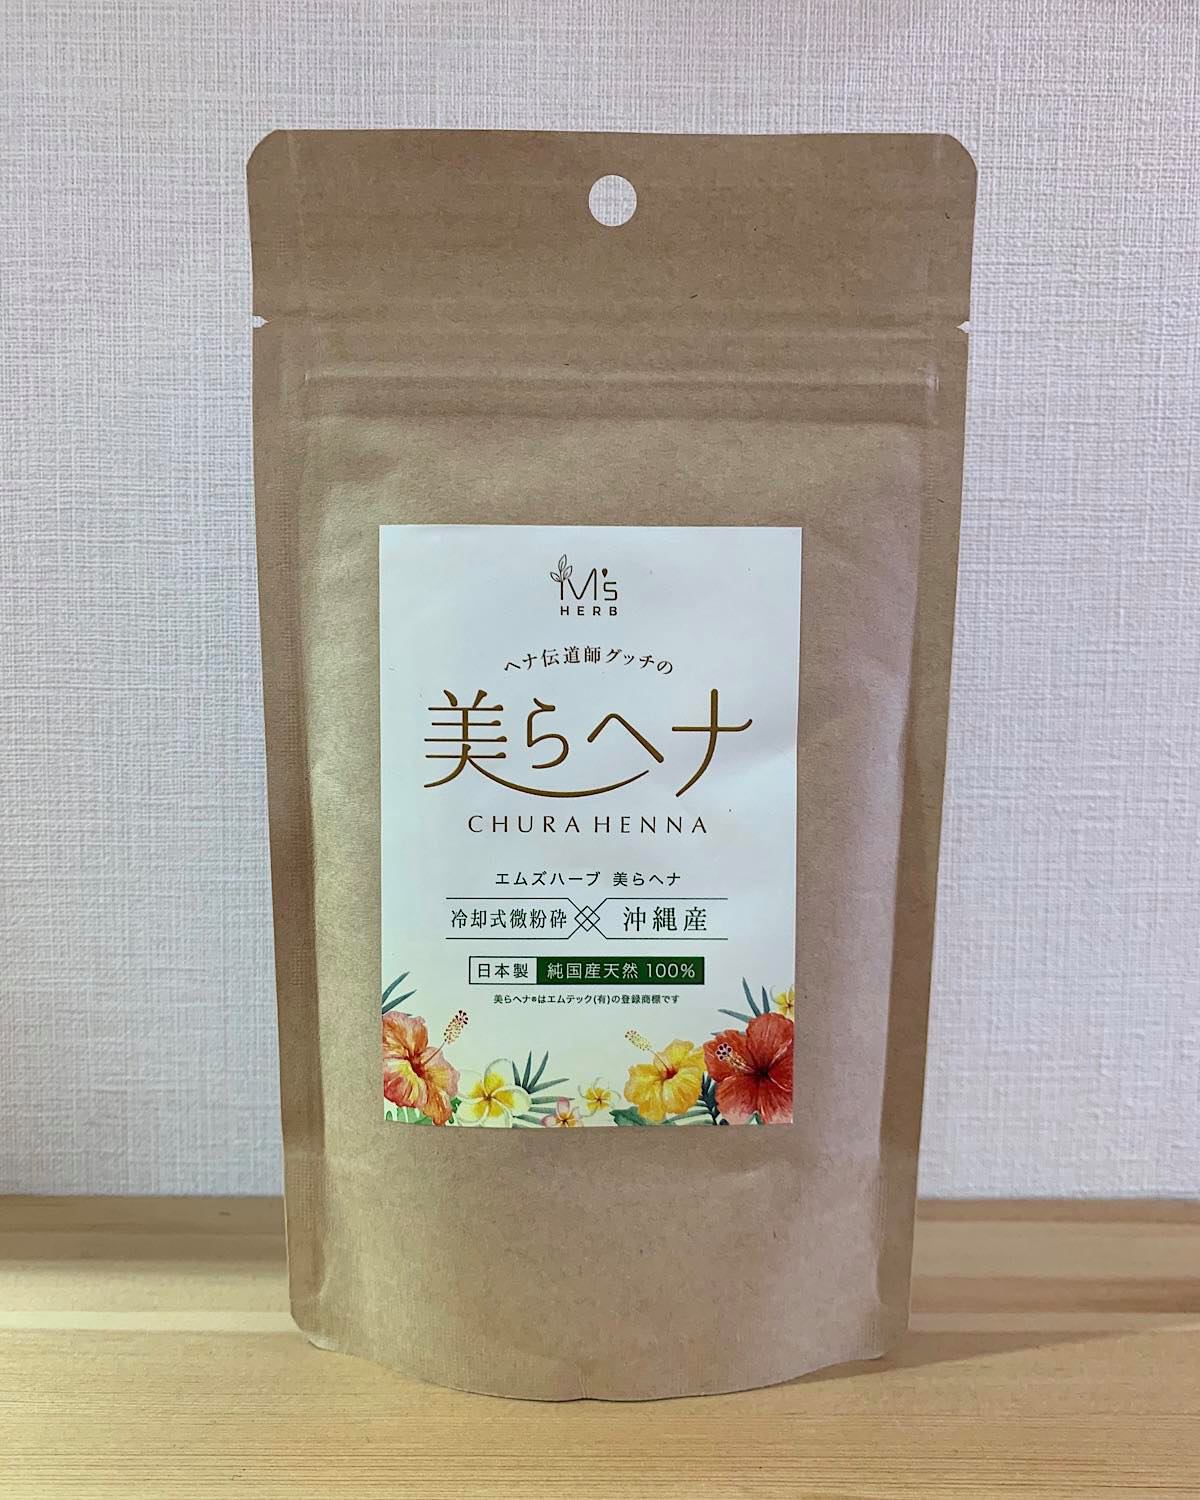 M's
HERB
ヘナ伝道師グッチの
美らヘナ
CHURA HENNA
エムズハーブ 美らヘナ
冷却式微粉砕 沖縄産
日本製 純国産天然 100%
美らヘナ®はエムテック(有)の登録商標です